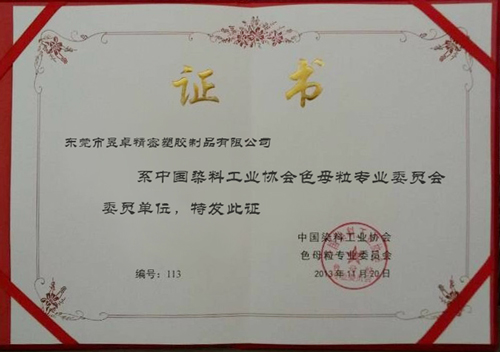 证书
东莞市昱卓精密塑胶制品有限公司
系中国染料工业协会色母粒专业委员会
委员单位，特发此证
中国染料工业协会
色母粒专业委员会
编号：113
2013年11月20日